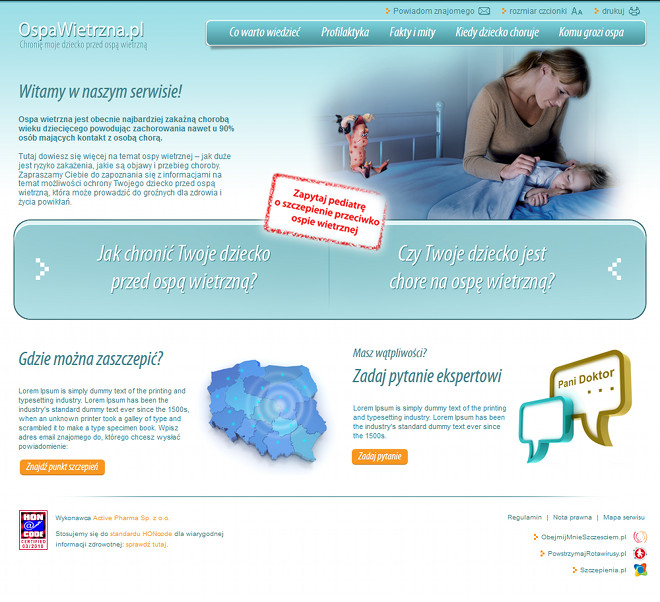 Powiadom znajomego
rozmiar czcionki AA
drukuj
OspaWietrzna.pl
Chronię moje dziecko przed ospą wietrzną
Co warto wiedzieć
Profilaktyka
Fakty i mity
Kiedy dziecko choruje
Komu grozi ospa
Witamy w naszym serwisie!
Ospa wietrzna jest obecnie najbardziej zakaźną chorobą
wieku dziecięcego powodując zachorowania nawet u 90%
osób mających kontakt z osobą chorą.
Tutaj dowiesz się więcej na temat ospy wietrznej – jak duże
jest ryzyko zakażenia, jakie są objawy i przebieg choroby.
Zapraszamy Ciebie do zapoznania się z informacjami na
temat możliwości ochrony Twojego dziecko przed ospą
wietrzną, która może prowadzić do groźnych dla zdrowia i
życia powikłań.
Zapytaj pediatrę
o szczepienie przeciwko
ospie wietrznej
Jak chronić Twoje dziecko
przed ospą wietrzną?
Czy Twoje dziecko jest
chore na ospę wietrzną?
Gdzie można zaszczepić?
Lorem Ipsum is simply dummy text of the printing and
typesetting industry. Lorem Ipsum has been the
industry's standard dummy text ever since the 1500s,
when an unknown printer took a galley of type and
scrambled it to make a type specimen book. Wpisz
adres email znajomego do, którego chcesz wysłać
powiadomienie:
Znajdź punkt szczepień
Masz wątpliwości?
Zadaj pytanie ekspertowi
Lorem Ipsum is simply dummy text of the printing
and typesetting industry. Lorem Ipsum has been the
industry's standard dummy text ever since
the 1500s.
Zadaj pytanie
Pani Doktor
...
HON
@
CODE
CERTIFIED
03/2010
Wykonawca Active Pharma Sp. z o.o.
Stosujemy się do standardu HONcode dla wiarygodnej
informacji zdrowotnej: sprawdź tutaj.
Regulamin | Nota prawna | Mapa serwisu
ObejmijMnieSzczesciem.pl
PowstrzymajRotawirusy.pl
Szczepienia.pl